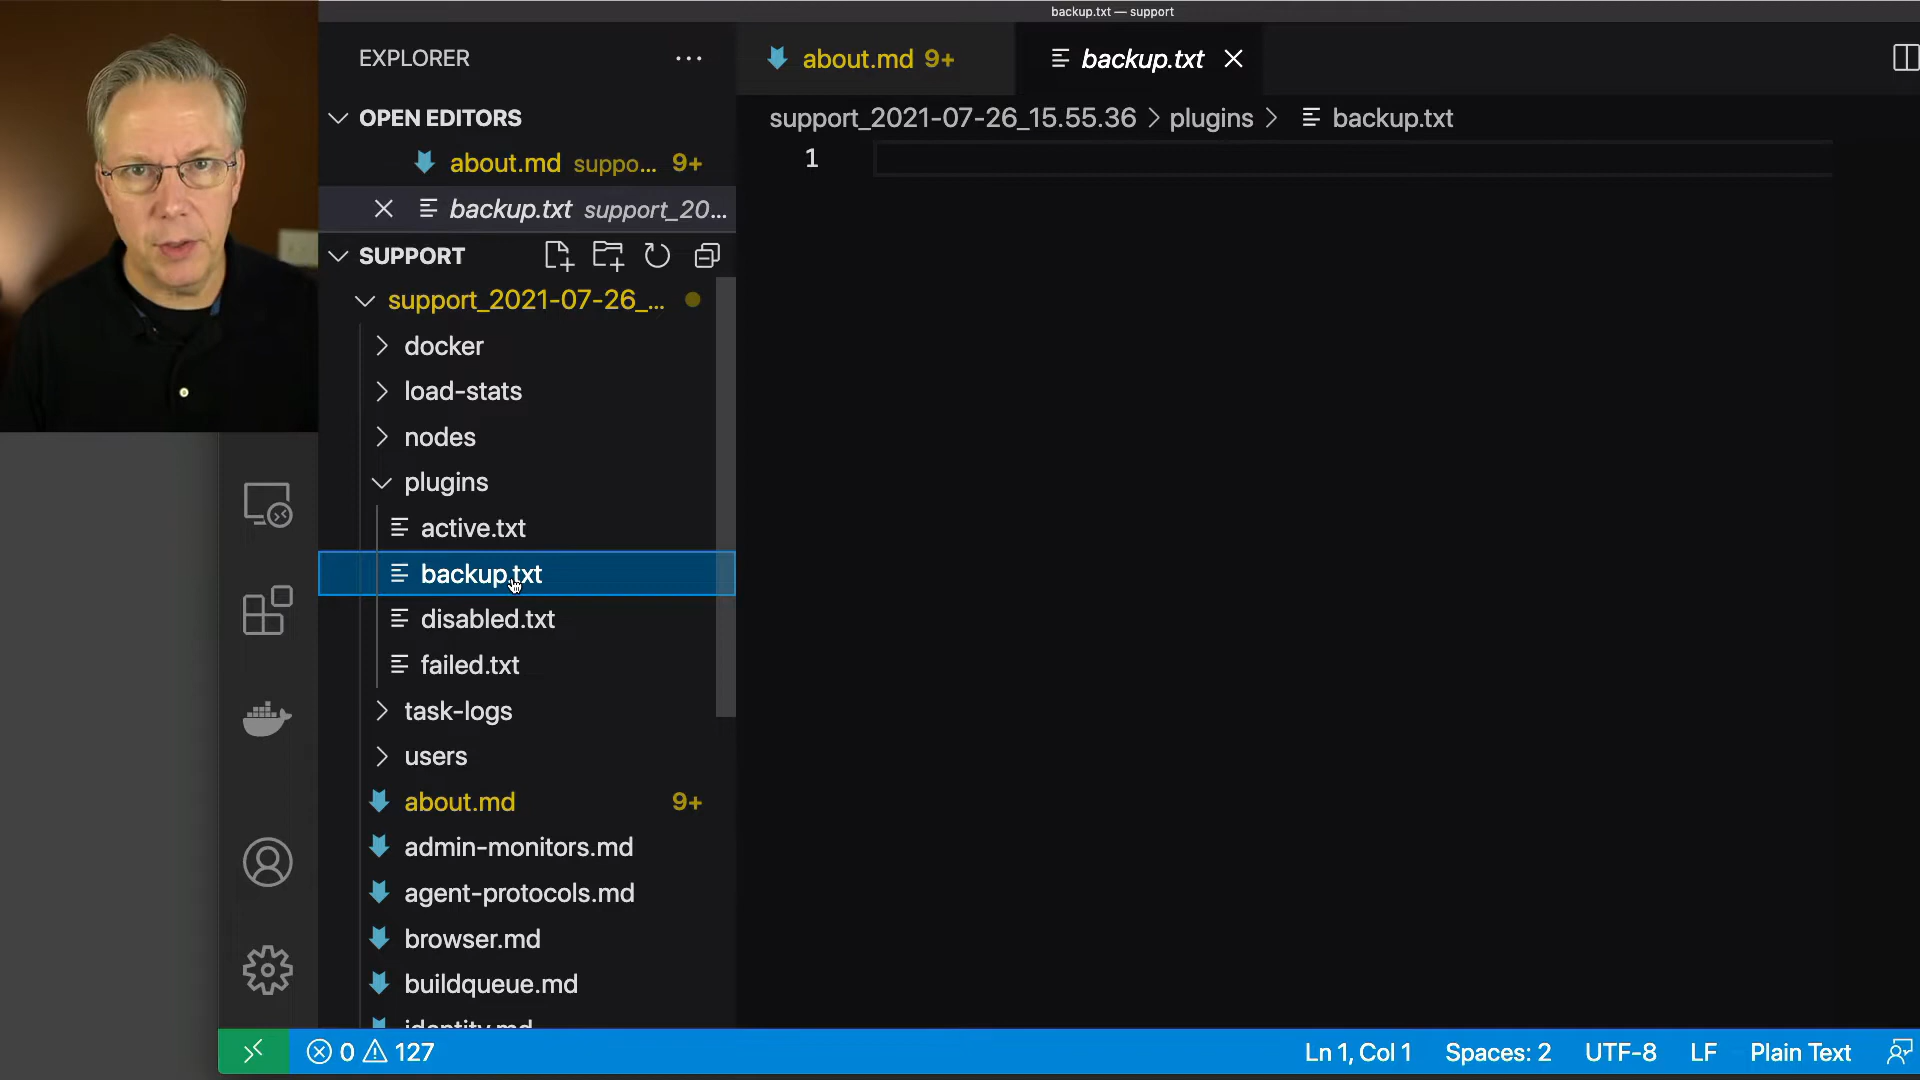 backup.txt — support
EXPLORER
about.md 9+
backup.txt
OPEN EDITORS
support_2021-07-26_15.55.36 > plugins > backup.txt
about.md suppo... 9+
1
backup.txt support_20...
SUPPORT
support_2021-07-26_...
docker
load-stats
nodes
plugins
active.txt
backup.txt
disabled.txt
failed.txt
task-logs
users
about.md 9+
admin-monitors.md
agent-protocols.md
browser.md
buildqueue.md
identity.md
0 127 Ln 1, Col 1 Spaces: 2 UTF-8 LF Plain Text